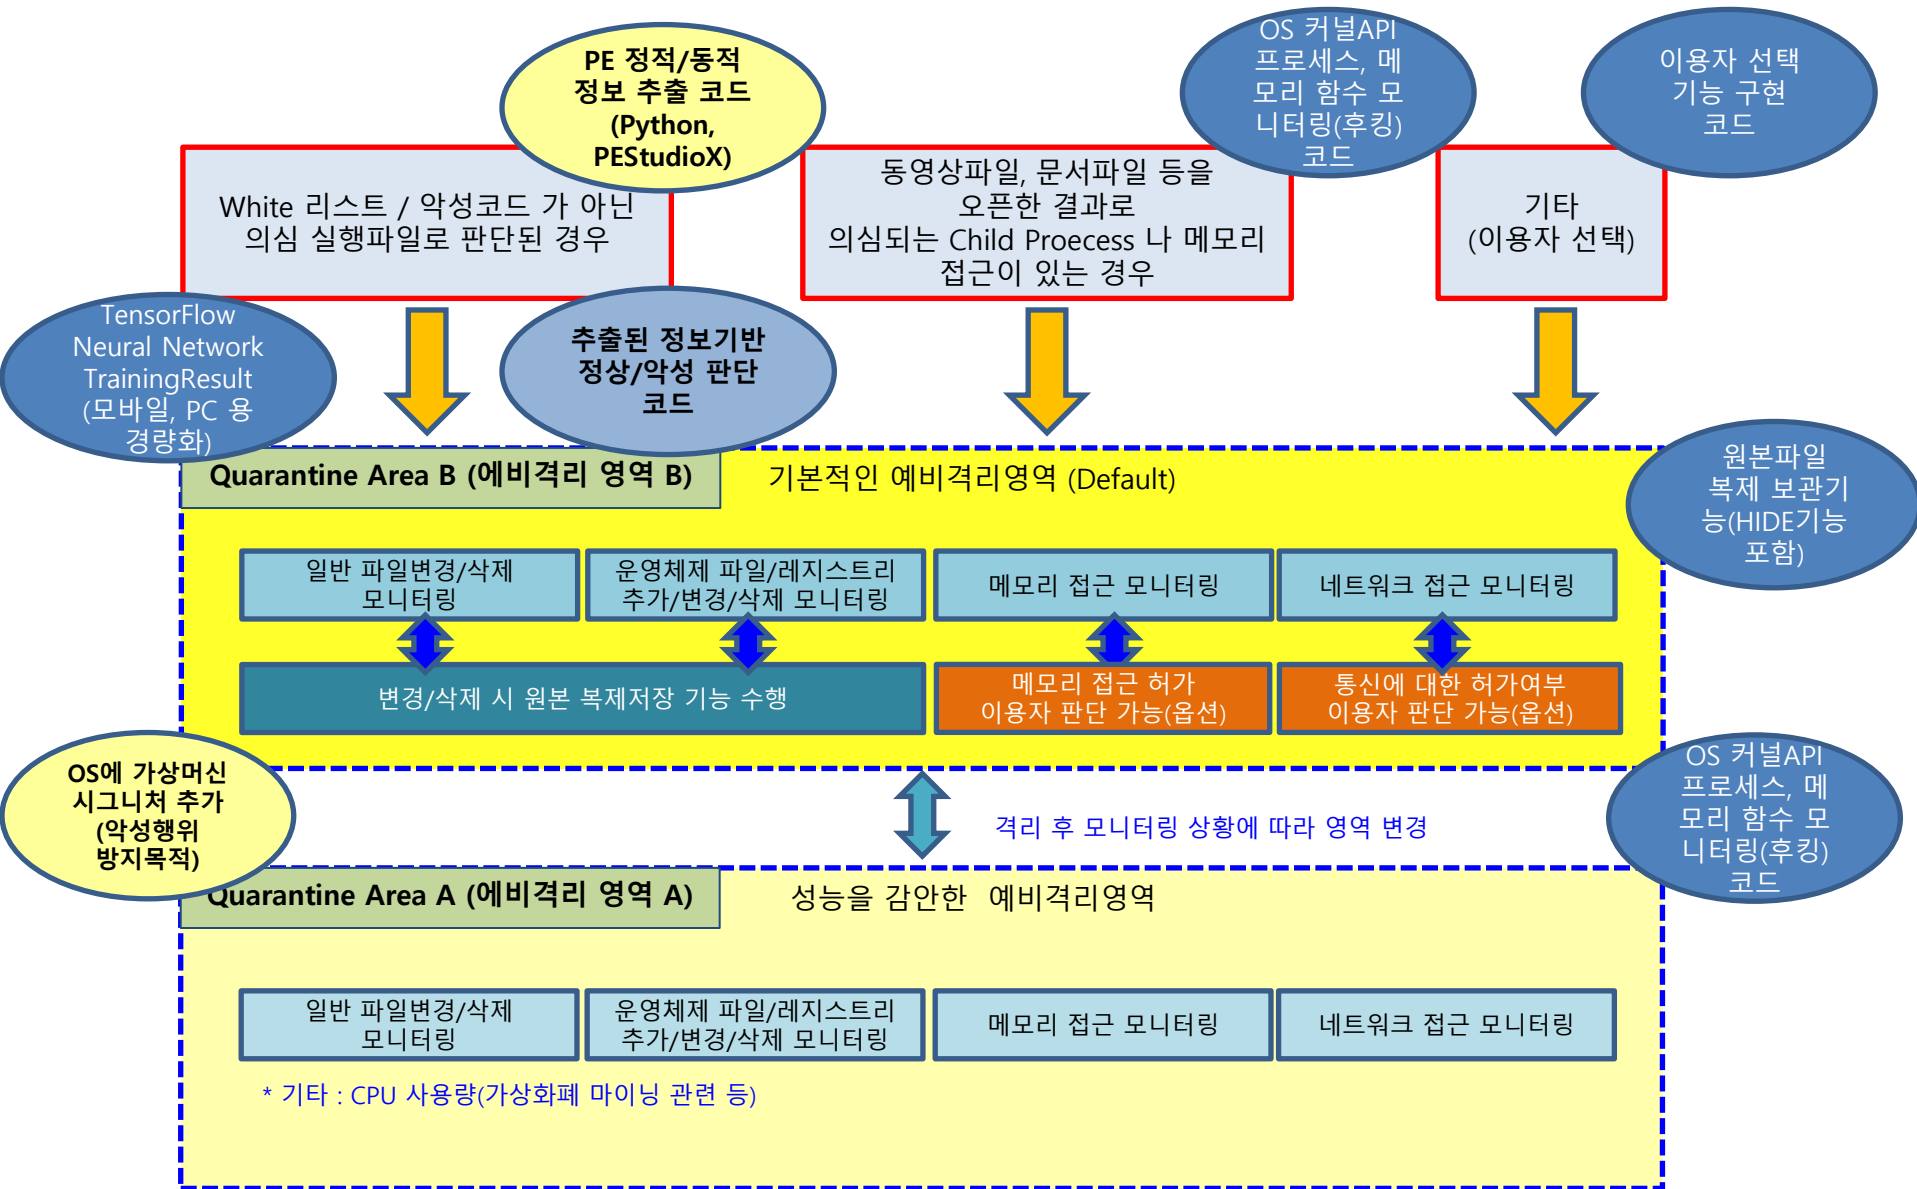 PE 정적/동적
정보 추출 코드
(Python,
PEStudioX)
OS 커널API
프로세스, 메
모리 함수 모
니터링(후킹)
코드
이용자 선택
기능 구현
코드
White 리스트 / 악성코드 가 아닌
의심 실행파일로 판단된 경우
동영상파일, 문서파일 등을
오픈한 결과로
의심되는 Child Proecess 나 메모리
접근이 있는 경우
기타
(이용자 선택)
TensorFlow
Neural Network
TrainingResult
(모바일, PC 용
경량화)
추출된 정보기반
정상/악성 판단
코드
Quarantine Area B (에비격리 영역 B)
기본적인 예비격리영역 (Default)
원본파일
복제 보관기
능(HIDE기능
포함)
일반 파일변경/삭제
모니터링
운영체제 파일/레지스트리
추가/변경/삭제 모니터링
메모리 접근 모니터링
네트워크 접근 모니터링
변경/삭제 시 원본 복제저장 기능 수행
메모리 접근 허가
이용자 판단 가능(옵션)
통신에 대한 허가여부
이용자 판단 가능(옵션)
OS에 가상머신
시그니처 추가
(악성행위
방지목적)
격리 후 모니터링 상황에 따라 영역 변경
OS 커널API
프로세스, 메
모리 함수 모
니터링(후킹)
코드
Quarantine Area A (에비격리 영역 A)
성능을 감안한 예비격리영역
일반 파일변경/삭제
모니터링
운영체제 파일/레지스트리
추가/변경/삭제 모니터링
메모리 접근 모니터링
네트워크 접근 모니터링
* 기타 : CPU 사용량(가상화폐 마이닝 관련 등)